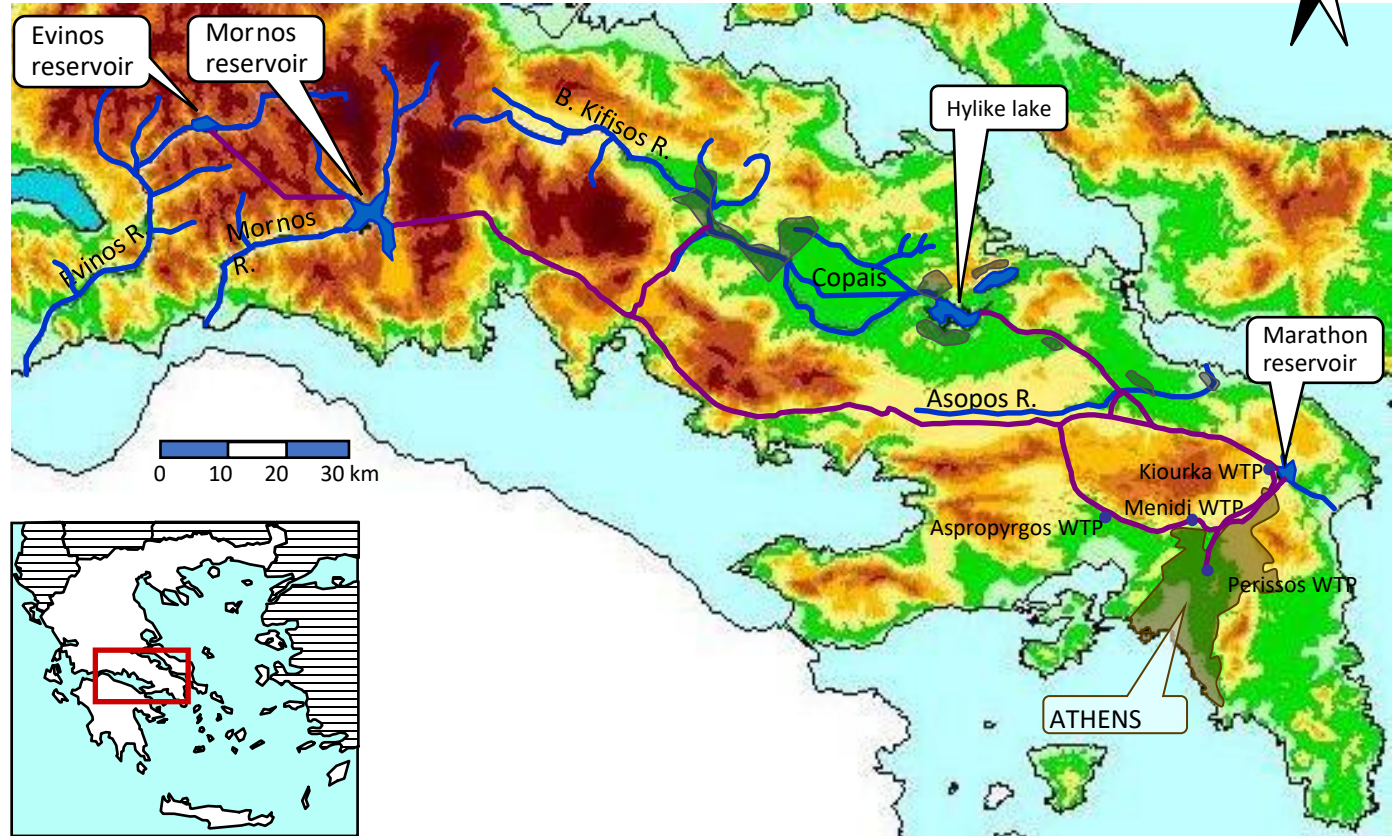 Evinos
reservoir
Mornos
reservoir
B. Kifisos R.
Hylike lake
Mornos
R.
Evinos R.
Copais
Marathon
reservoir
Asopos R.
0 10 20 30 km
Kiourka WTP
Menidi WTP
Aspropyrgos WTP
Perissos WTP
ATHENS